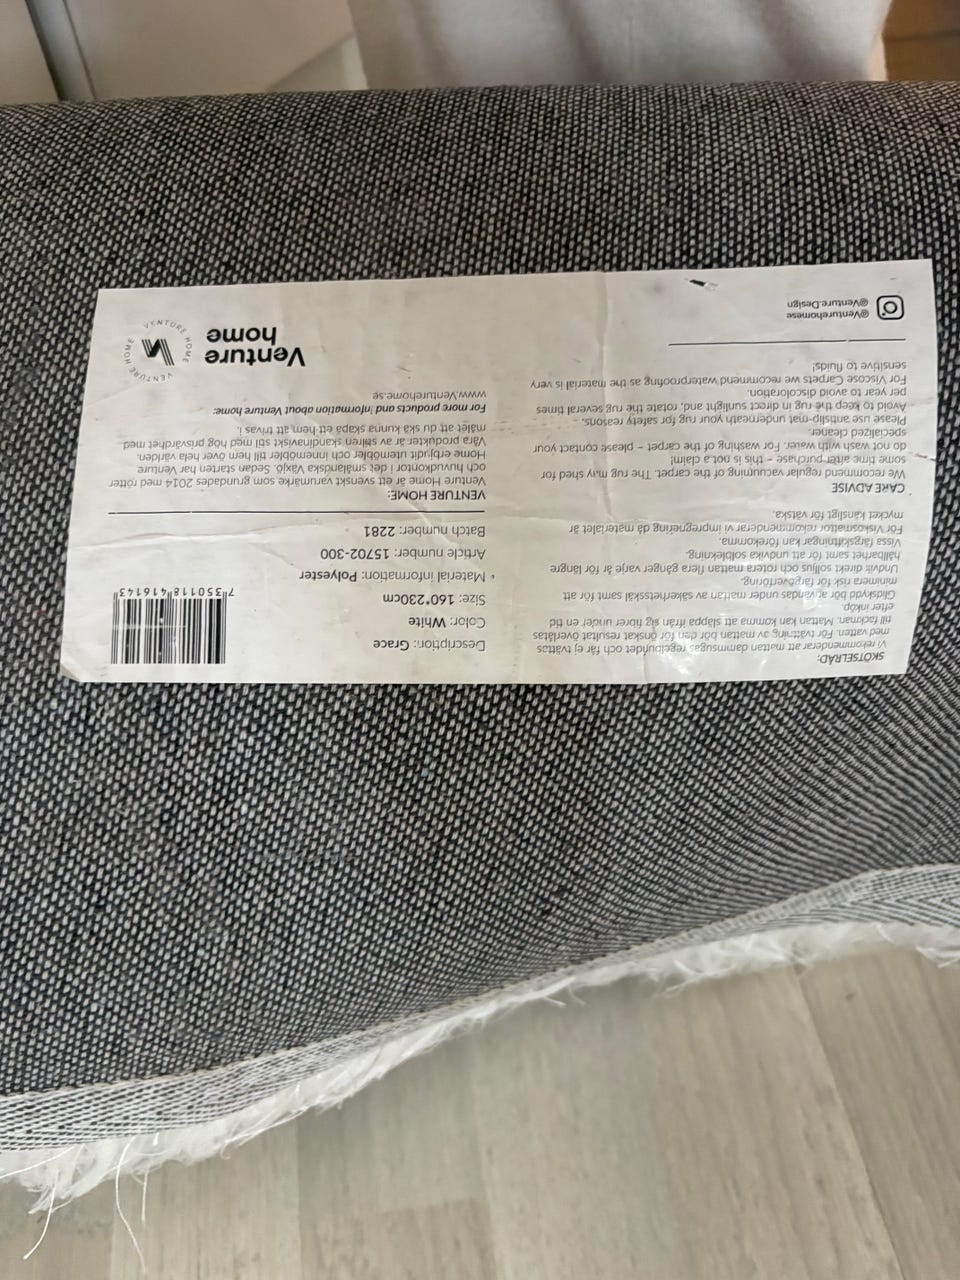 SKÖTSELRÅD:
Vi rekommenderar att mattan dammsugas regelbundet och får ej tvättas
med vatten. För tvättning av mattan bör den för önskat resultat överlåtas
till fackman. Mattan kan komma att släppa ifrån sig fibrer under en tid
efter inköp
Glidskydd bör användas under mattan av säkerhetsskäl samt för att
minimera risk för färgöverföring.
Undvik direkt solljus och rotera mattan flera gånger varje år för längre
hållbarhet samt för att undvika solblekning.
Vissa färgskiftningar kan förekomma.
För Viskosmattor rekommenderar vi impregnering då materialet är
mycket känsligt för vätska.
CARE ADVISE
We recommend regular vacuuming of the carpet. The rug may shed for
some time after purchase – this is not a claim!
do not wash with water. For washing of the carpet – please contact your
specialized cleaner.
Please use antislip-mat underneath your rug for safety reasons.
Avoid to keep the rug in direct sunlight and, rotate the rug several times
per year to avoid discoloration.
For Viscose Carpets we recommend waterproofing as the material is very
sensitive to fluids!
@Venturehomese
@Venture.Design
Description: Grace
Color: White
Size: 160*230cm
Material information: Polyester
Article number: 15702-300
Batch number: 2281
7 350118 416143
VENTURE HOME:
Venture Home är ett svenskt varumärke som grundades 2014 med rötter
och huvudkontor i det småländska Växjö. Sedan starten har Venture
Home erbjudit utemöbler och innemöbler till hem över hela världen.
Våra produkter är av stilren skandinaviskt stil med hög prisvärdhet med
målet att du ska kunna skapa ett hem att trivas i.
For more products and information about Venture home:
www.Venturehome.se
Venture
home
VENTURE HOME VENTURE HOME